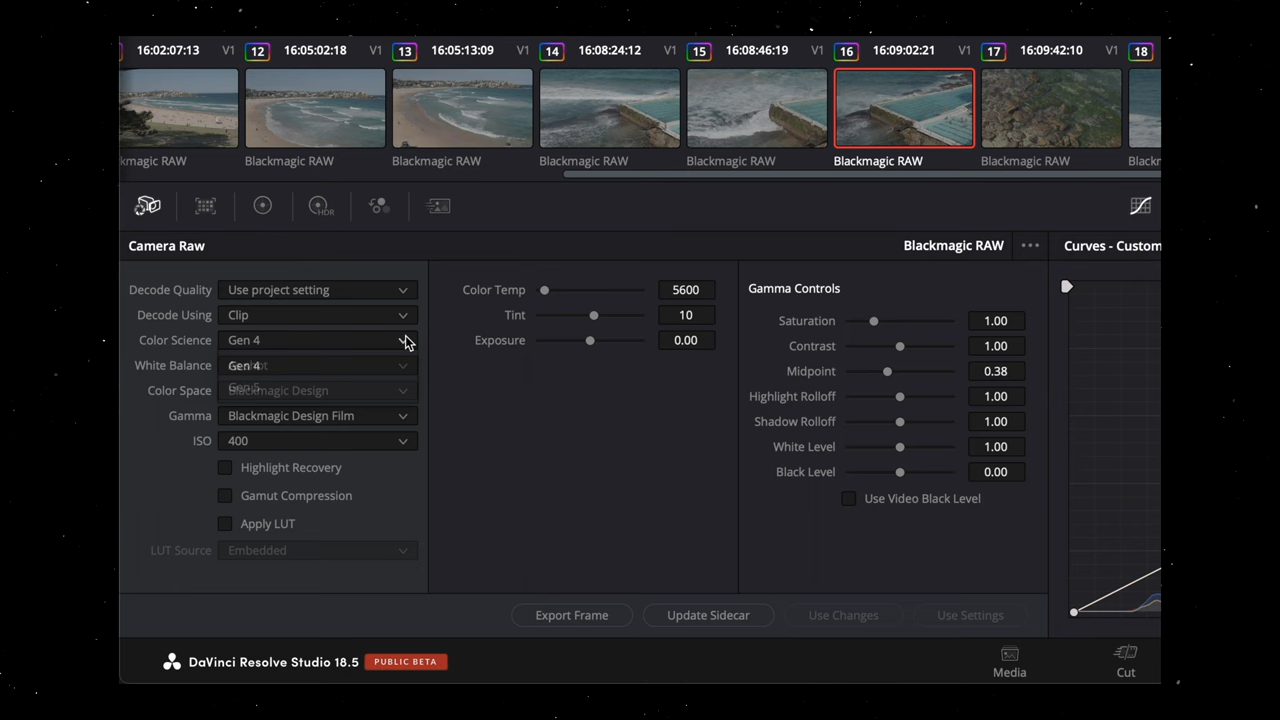 16:02:07:13 V1 12 16:05:02:18 V1 13 16:05:13:09 V1 14 16:08:24:12 V1 15 16:08:46:19 V1 16 16:09:02:21 V1 17 16:09:42:10 V1 18
kmagic RAW Blackmagic RAW Blackmagic RAW Blackmagic RAW Blackmagic RAW Blackmagic RAW Blackmagic RAW Blackn
HDR
Camera Raw Blackmagic RAW ••• Curves - Custom
Decode Quality Use project setting
Decode Using Clip
Color Science Gen 4
White Balance Gen 4
Gen 5
Color Space Blackmagic Design
Gamma Blackmagic Design Film
ISO 400
Highlight Recovery
Gamut Compression
Apply LUT
LUT Source Embedded
Color Temp 5600
Tint 10
Exposure 0.00
Gamma Controls
Saturation 1.00
Contrast 1.00
Midpoint 0.38
Highlight Rolloff 1.00
Shadow Rolloff 1.00
White Level 1.00
Black Level 0.00
Use Video Black Level
Export Frame Update Sidecar Use Changes Use Settings
DaVinci Resolve Studio 18.5 PUBLIC BETA Media Cut